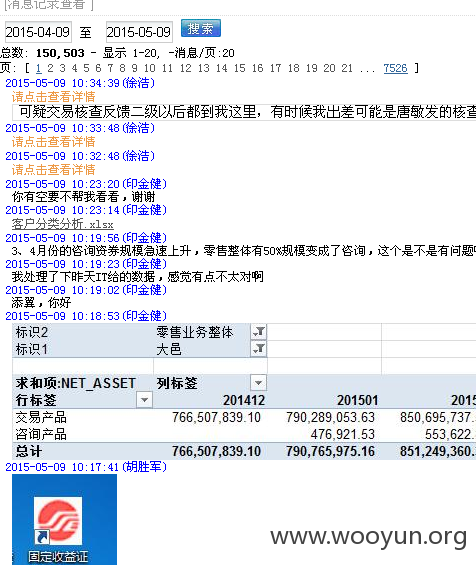 [消息记录查看 ]
2015-04-09 至 2015-05-09 搜索
总数: 150,503 - 显示 1-20, -消息/页:20
页: [ 1 2 3 4 5 6 7 8 9 10 11 12 13 14 15 16 17 18 19 20 21 ... 7526 ]
2015-05-09 10:34:39(徐浩)
请点击查看详情
可疑交易核查反馈二级以后都到我这里，有时候我出差可能是唐敏发的核查
2015-05-09 10:33:48(徐浩)
请点击查看详情
2015-05-09 10:32:48(徐浩)
请点击查看详情
2015-05-09 10:23:20(印金健)
你有空要不帮我看看，谢谢
2015-05-09 10:23:14(印金健)
客户分类分析.xlsx
2015-05-09 10:19:56(印金健)
3、4月份的咨询资券规模急速上升，零售整体有50%规模变成了咨询，这个是不是有问题
2015-05-09 10:19:23(印金健)
我处理了下昨天IT给的数据，感觉有点不太对啊
2015-05-09 10:19:02(印金健)
添翼，你好
2015-05-09 10:18:53(印金健)
标识2 零售业务整体
标识1 大邑
求和项:NET_ASSET 列标签
行标签 201412 201501 2015
交易产品 766,507,839.10 790,289,053.63 850,695,737.
咨询产品 476,921.53 553,622.
总计 766,507,839.10 790,765,975.16 851,249,360.
2015-05-09 10:17:41(胡胜军)
固定收益证
www.wooyun.org